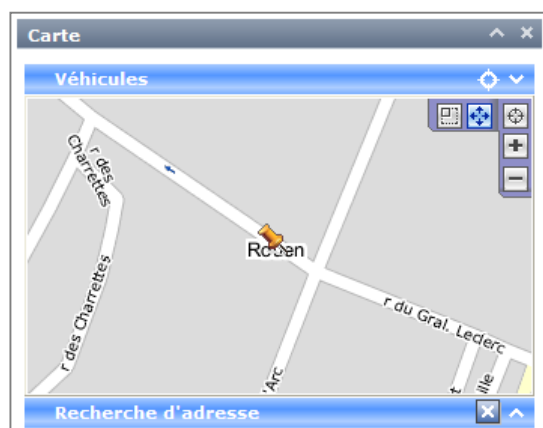 Carte
Véhicules
r des
Charrettes
Rouen
r des Charrettes
r du Gral. Leclerc
'Arc
Recherche d'adresse